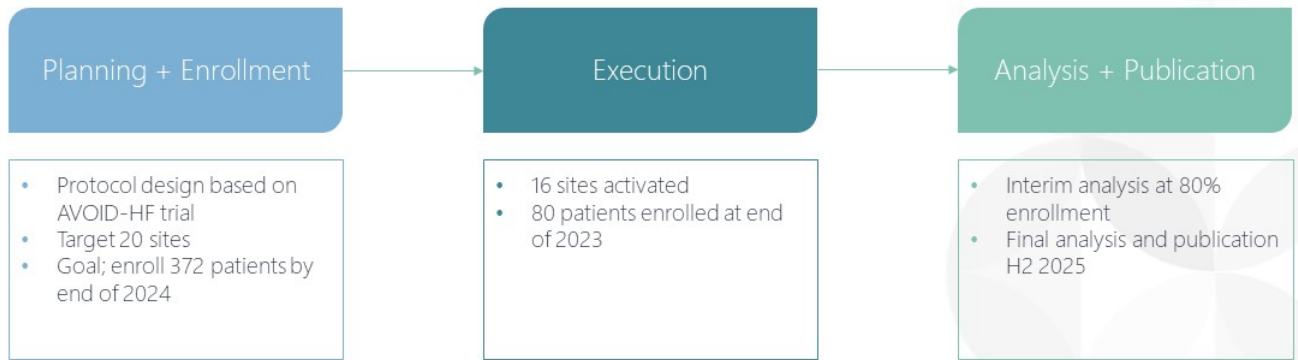 Planning + Enrollment
Execution
Analysis + Publication
• Protocol design based on
AVOID-HF trial
• Target 20 sites
• Goal; enroll 372 patients by
end of 2024
• 16 sites activated
• 80 patients enrolled at end
of 2023
• Interim analysis at 80%
enrollment
• Final analysis and publication
H2 2025